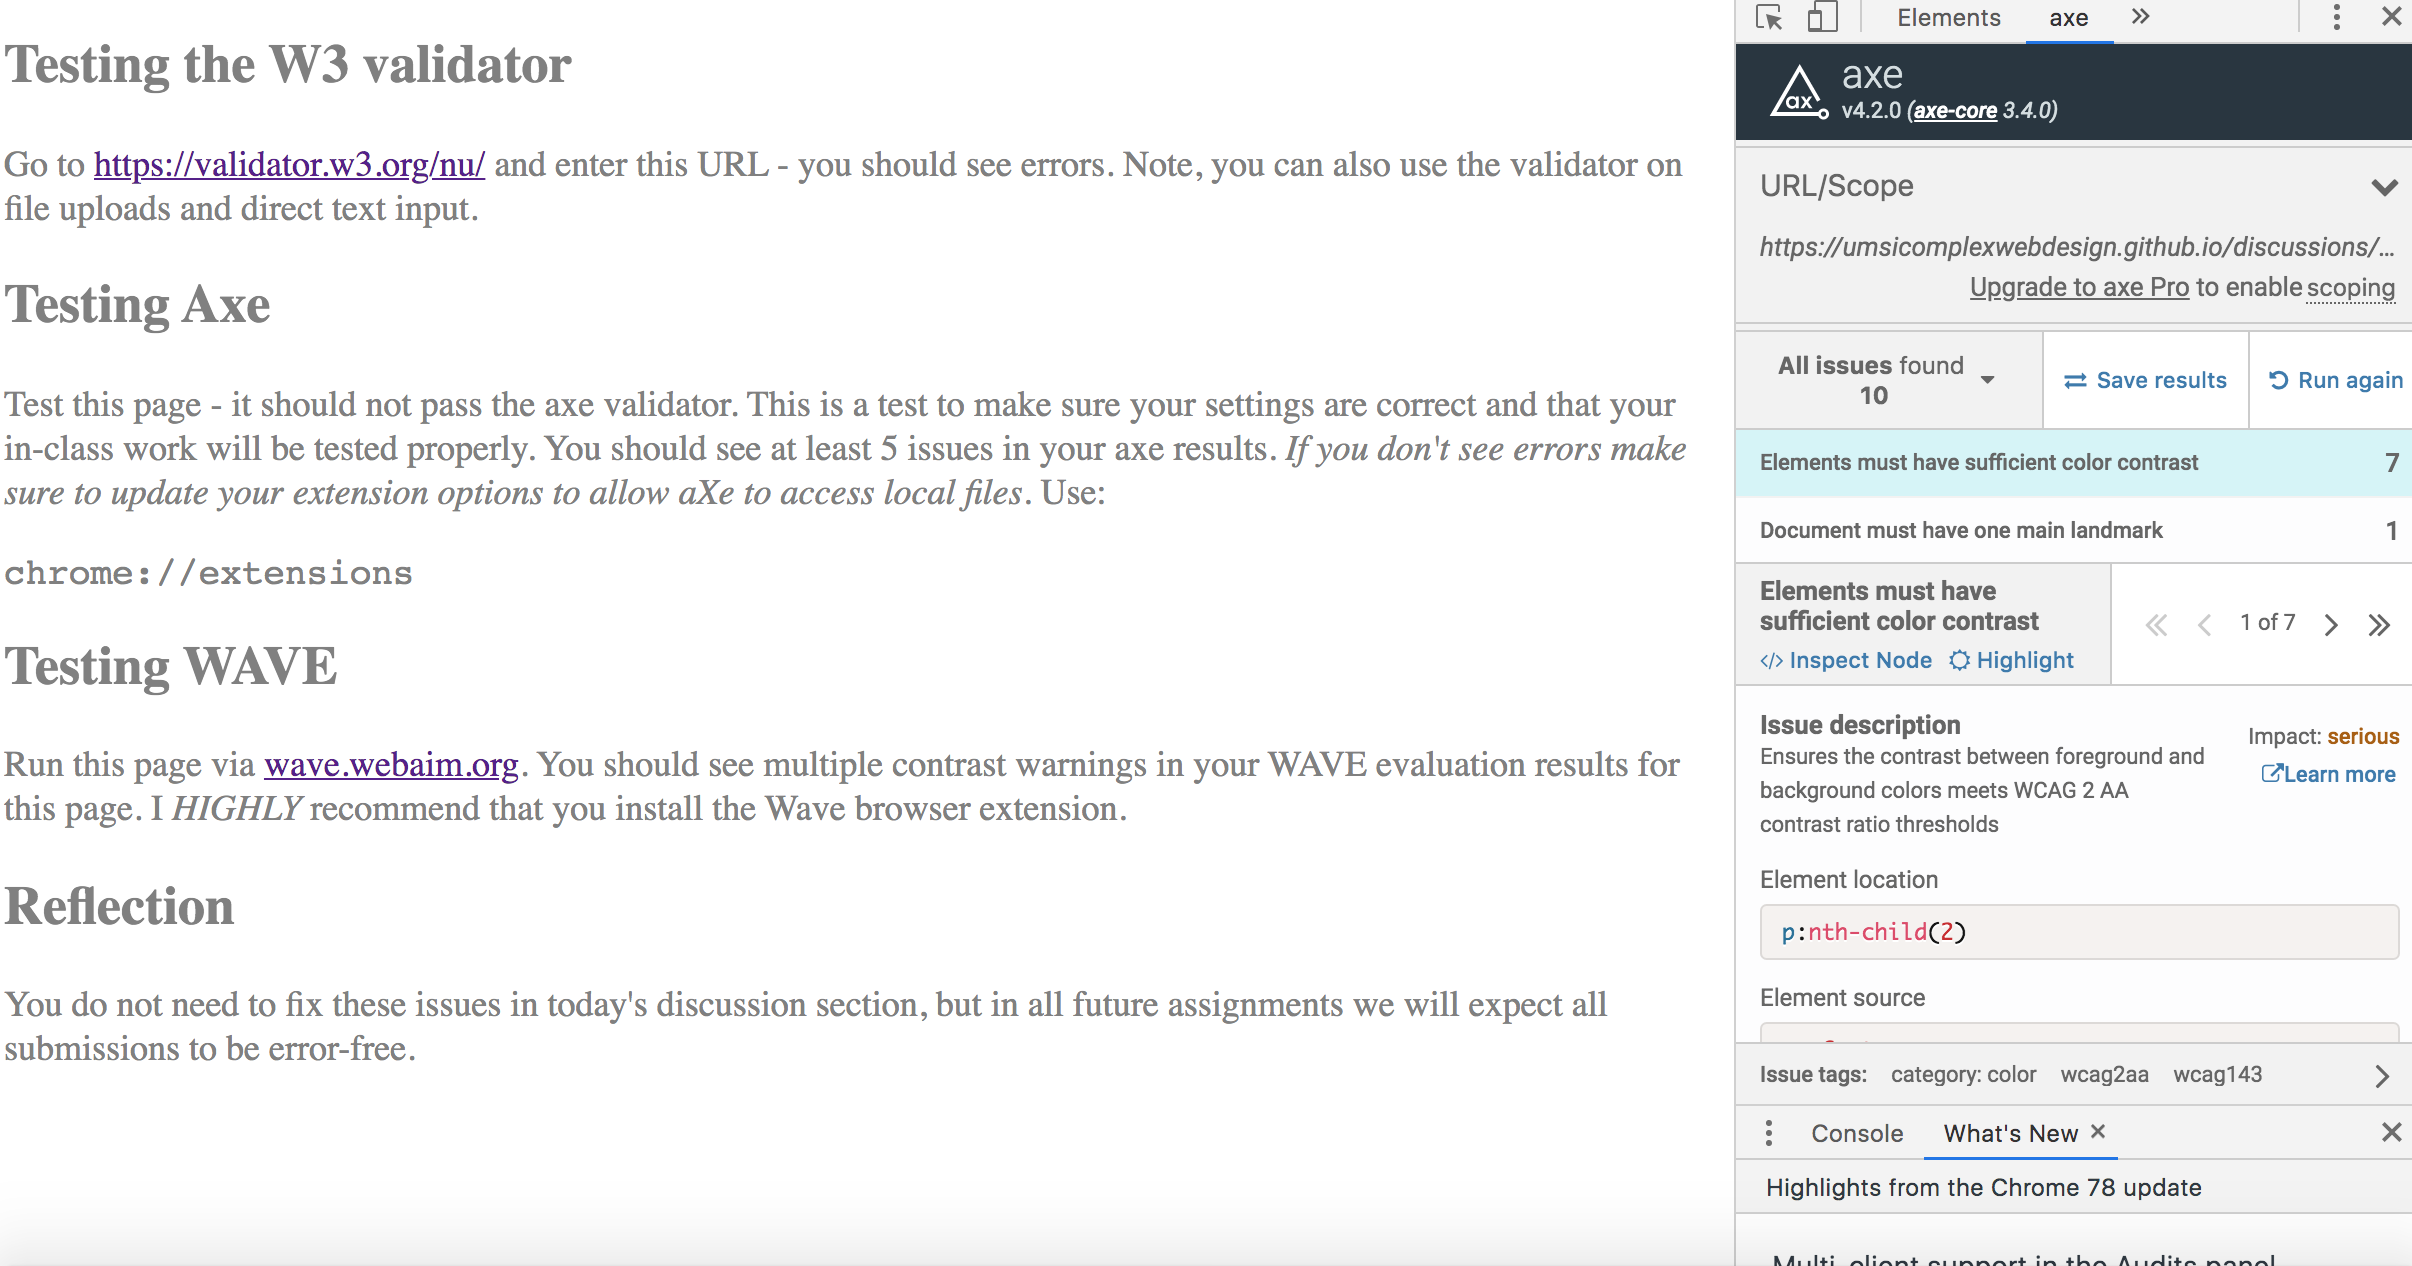 Testing the W3 validator
Go to https://validator.w3.org/nu/ and enter this URL - you should see errors. Note, you can also use the validator on
file uploads and direct text input.
Testing Axe
Test this page - it should not pass the axe validator. This is a test to make sure your settings are correct and that your
in-class work will be tested properly. You should see at least 5 issues in your axe results. If you don't see errors make
sure to update your extension options to allow aXe to access local files. Use:
chrome://extensions
Testing WAVE
Run this page via wave.webaim.org. You should see multiple contrast warnings in your WAVE evaluation results for
this page. I HIGHLY recommend that you install the Wave browser extension.
Reflection
You do not need to fix these issues in today's discussion section, but in all future assignments we will expect all
submissions to be error-free.
Elements axe
ax
axe
v4.2.0 (axe-core 3.4.0)
URL/Scope
https://umsicomplexwebdesign.github.io/discussions/...
Upgrade to axe Pro to enable scoping
All issues found
10
Save results
Run again
Elements must have sufficient color contrast 7
Document must have one main landmark 1
Elements must have
sufficient color contrast
</> Inspect Node Highlight
1 of 7
Issue description
Ensures the contrast between foreground and
background colors meets WCAG 2 AA
contrast ratio thresholds
Impact: serious
Learn more
Element location
p:nth-child(2)
Element source
Issue tags: category: color wcag2aa wcag143
Console What's New
Highlights from the Chrome 78 update
Multi-client support in the Audits panel